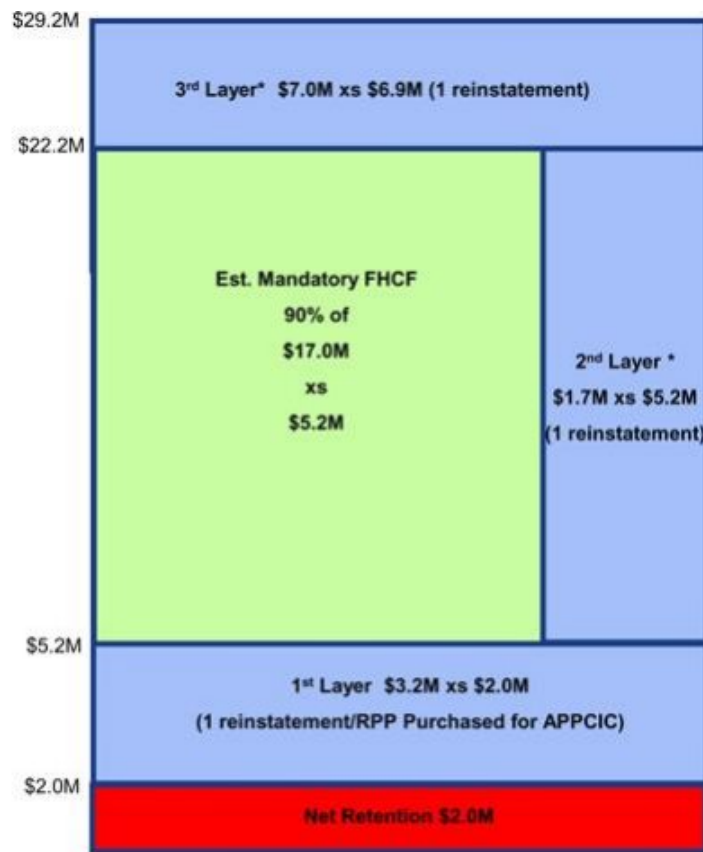 $29.2M
3rd Layer* $7.0M xs $6.9M (1 reinstatement)
$22.2M
Est. Mandatory FHCF
90% of
$17.0M
xs
$5.2M
2nd Layer *
$1.7M xs $5.2M
(1 reinstatement)
$5.2M
1st Layer $3.2M xs $2.0M
(1 reinstatement/RPP Purchased for APPCIC)
$2.0M
Net Retention $2.0M